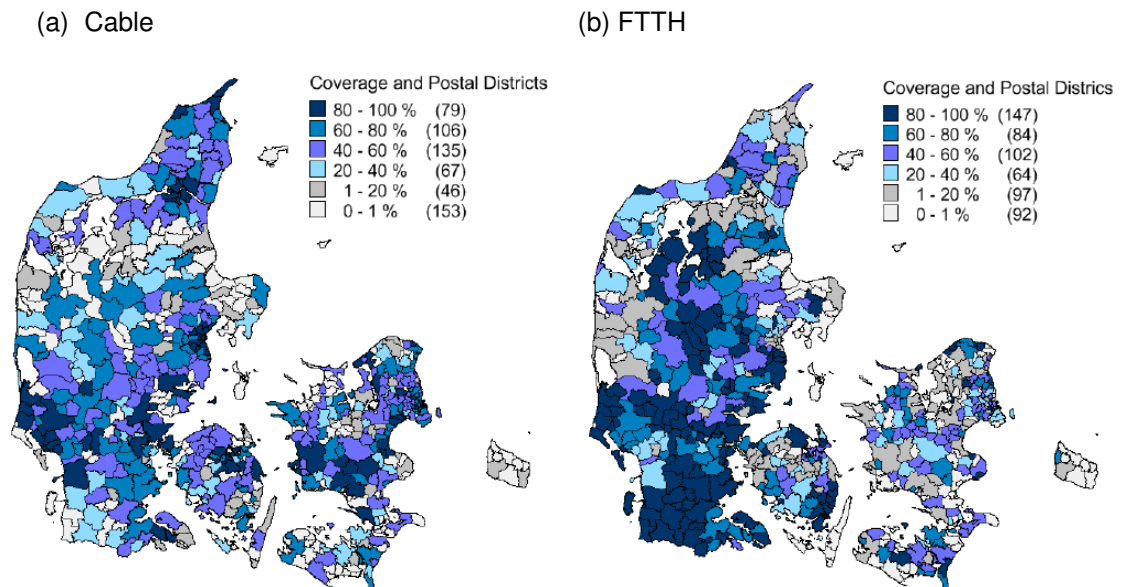 (a) Cable
(b) FTTH
Coverage and Postal Districts
80 - 100 % (79)
60 - 80 % (106)
40 - 60 % (135)
20 - 40 % (67)
1 - 20 % (46)
0 - 1 % (153)
Coverage and Postal Districs
80 - 100 % (147)
60 - 80 % (84)
40 - 60 % (102)
20 - 40 % (64)
1 - 20 % (97)
0 - 1 % (92)